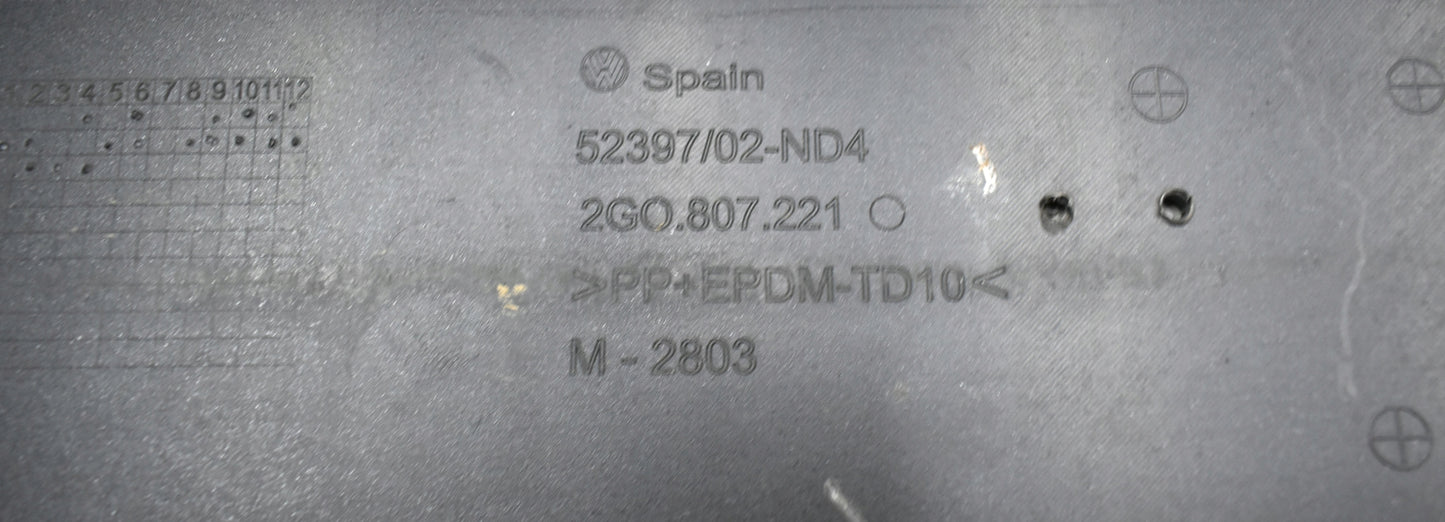 1 2 3 4 5 6 7 8 9 10 11 12
VW Spain
52397/02-ND4
2GO.807.221
>PP+EPDM-TD10<
M - 2803